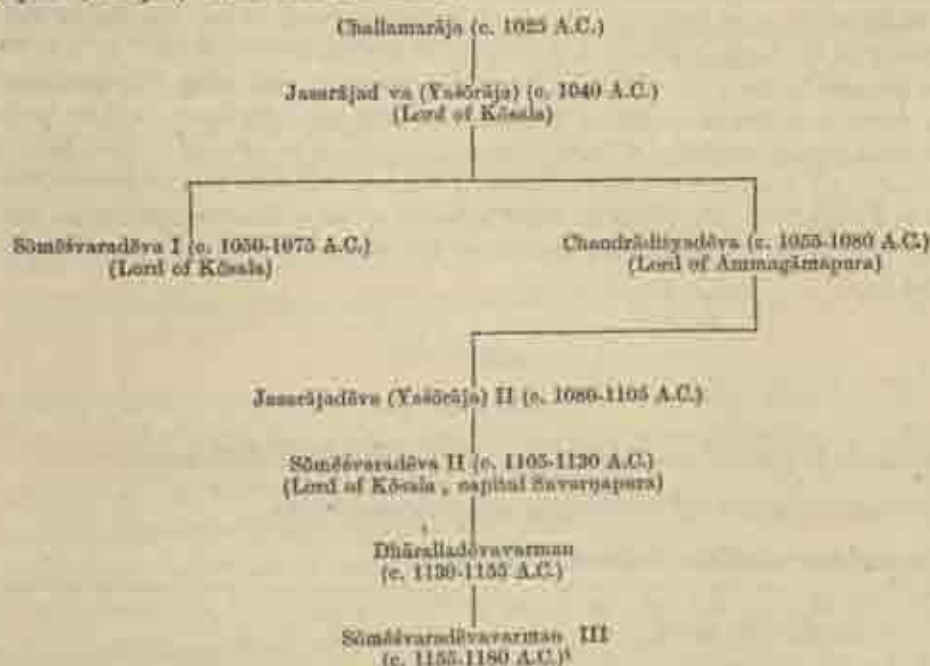 Challamarāja (c. 1025 A.C.)
Jasarājad va (Yaśōrāja) (c. 1040 A.C.)
(Lord of Kōsala)
Sōmēśvaradēva I (c. 1050-1075 A.C.) Chandrādityadēva (c. 1055-1080 A.C.)
(Lord of Kōsala) (Lord of Ammagāmapura)
Jasarājadēva (Yaśōrāja) II (c. 1080-1105 A.C.)
Sōmēśvaradēva II (c. 1105-1130 A.C.)
(Lord of Kōsala , capital Suvarṇapura)
Dhāralladēvavarman
(c. 1130-1155 A.C.)
Sōmēśvaradēvavarman III
(c. 1155-1180 A.C.)